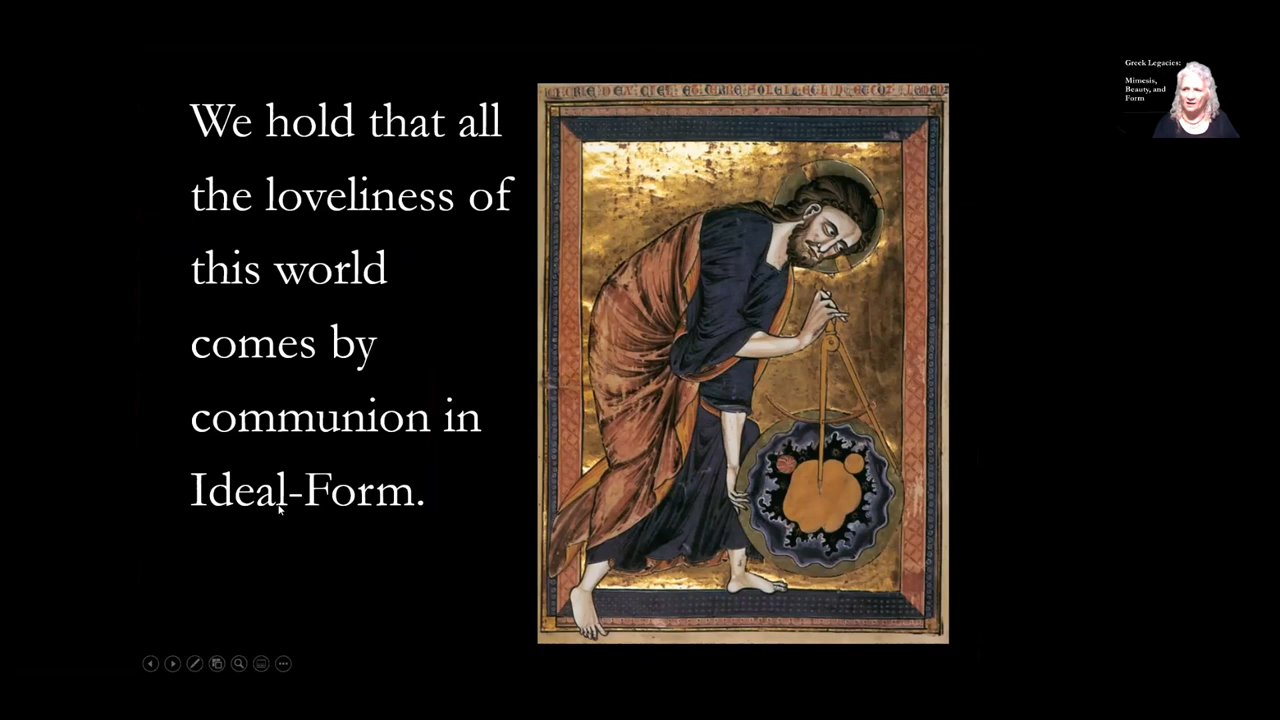 We hold that all
the loveliness of
this world
comes by
communion in
Ideal-Form.
Greek Legacies:
Mimesis,
Beauty, and
Form